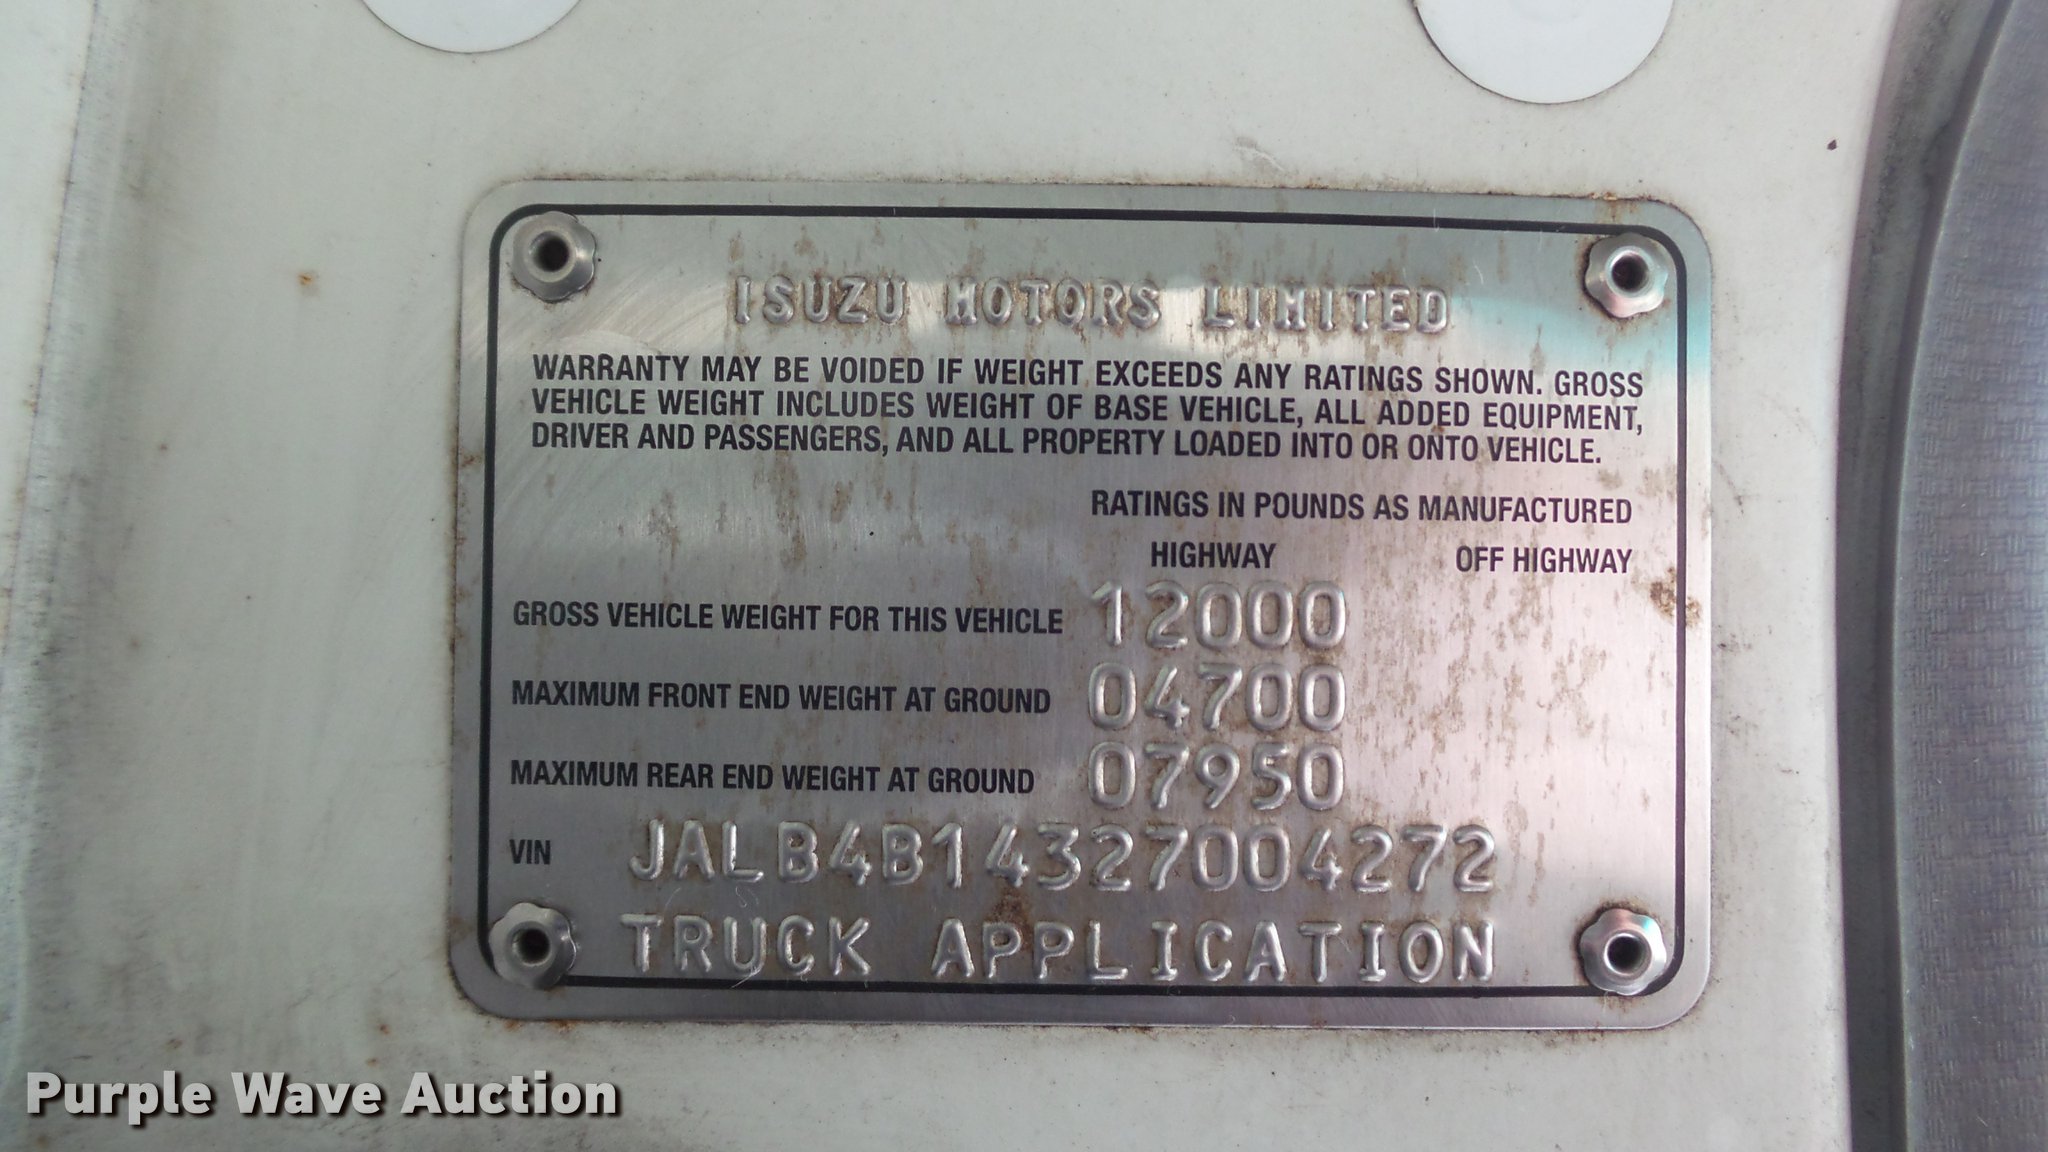 ISUZU MOTORS LIMITED
WARRANTY MAY BE VOIDED IF WEIGHT EXCEEDS ANY RATINGS SHOWN. GROSS
VEHICLE WEIGHT INCLUDES WEIGHT OF BASE VEHICLE, ALL ADDED EQUIPMENT,
DRIVER AND PASSENGERS, AND ALL PROPERTY LOADED INTO OR ONTO VEHICLE.
RATINGS IN POUNDS AS MANUFACTURED
HIGHWAY OFF HIGHWAY
GROSS VEHICLE WEIGHT FOR THIS VEHICLE 12000
MAXIMUM FRONT END WEIGHT AT GROUND 04700
MAXIMUM REAR END WEIGHT AT GROUND 07950
VIN JALB4B14327004272
TRUCK APPLICATION
Purple Wave Auction